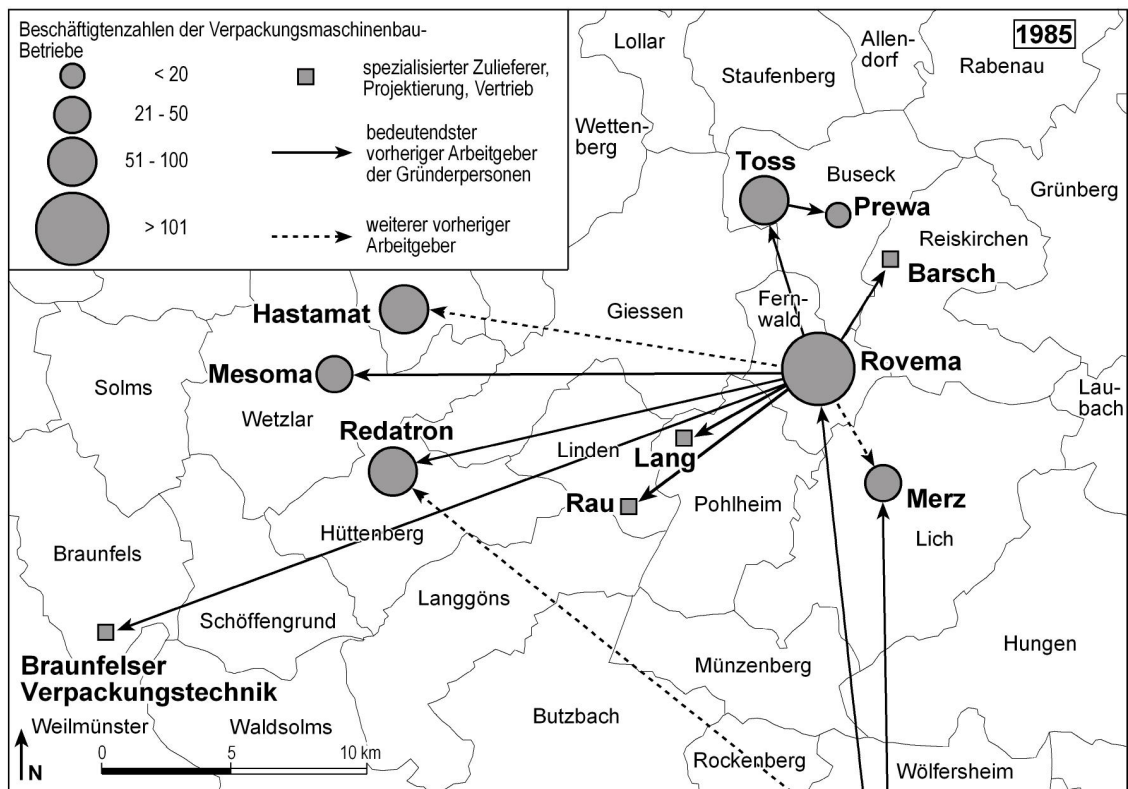 Beschäftigtenzahlen der Verpackungsmaschinenbau-
Betriebe
< 20
21 - 50
51 - 100
> 101
spezialisierter Zulieferer,
Projektierung, Vertrieb
bedeutendster
vorheriger Arbeitgeber
der Gründerpersonen
weiterer vorheriger
Arbeitgeber
1985
Lollar
Staufenberg
Allen-
dorf
Rabenau
Wetten-
berg
Toss
Buseck
Prewa
Grünberg
Reiskirchen
Barsch
Hastamat
Giessen
Fern-
wald
Rovema
Solms
Mesoma
Lau-
bach
Wetzlar
Redatron
Linden
Lang
Rau
Pohlheim
Merz
Lich
Hüttenberg
Braunfels
Langgöns
Schöffengrund
Hungen
Münzenberg
Braunfelser
Verpackungstechnik
Butzbach
Weilmünster
Waldsolms
Rockenberg
Wölfersheim
0 5 10 km
N